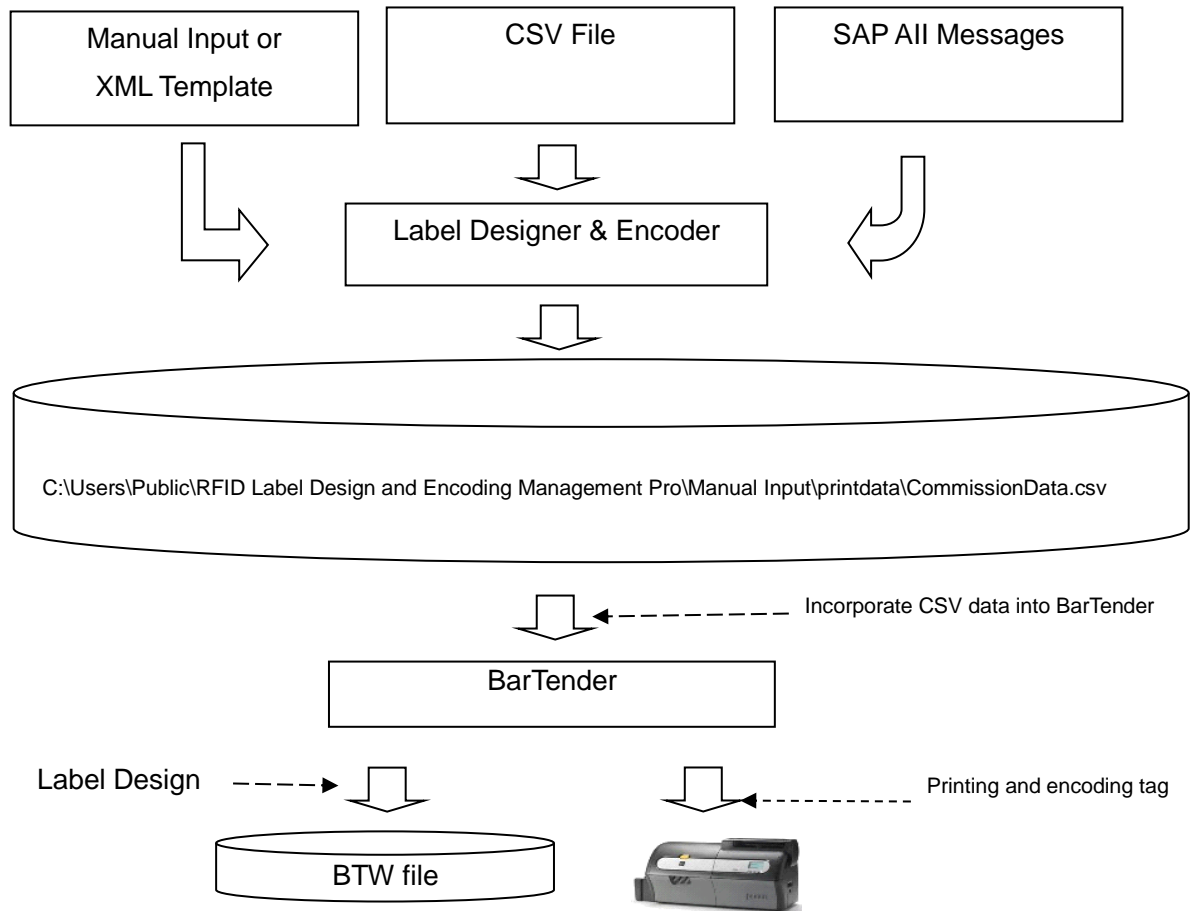 Manual Input or
XML Template
CSV File
SAP AII Messages
Label Designer & Encoder
C:\Users\Public\RFID Label Design and Encoding Management Pro\Manual Input\printdata\CommissionData.csv
Incorporate CSV data into BarTender
BarTender
Label Design
Printing and encoding tag
BTW file